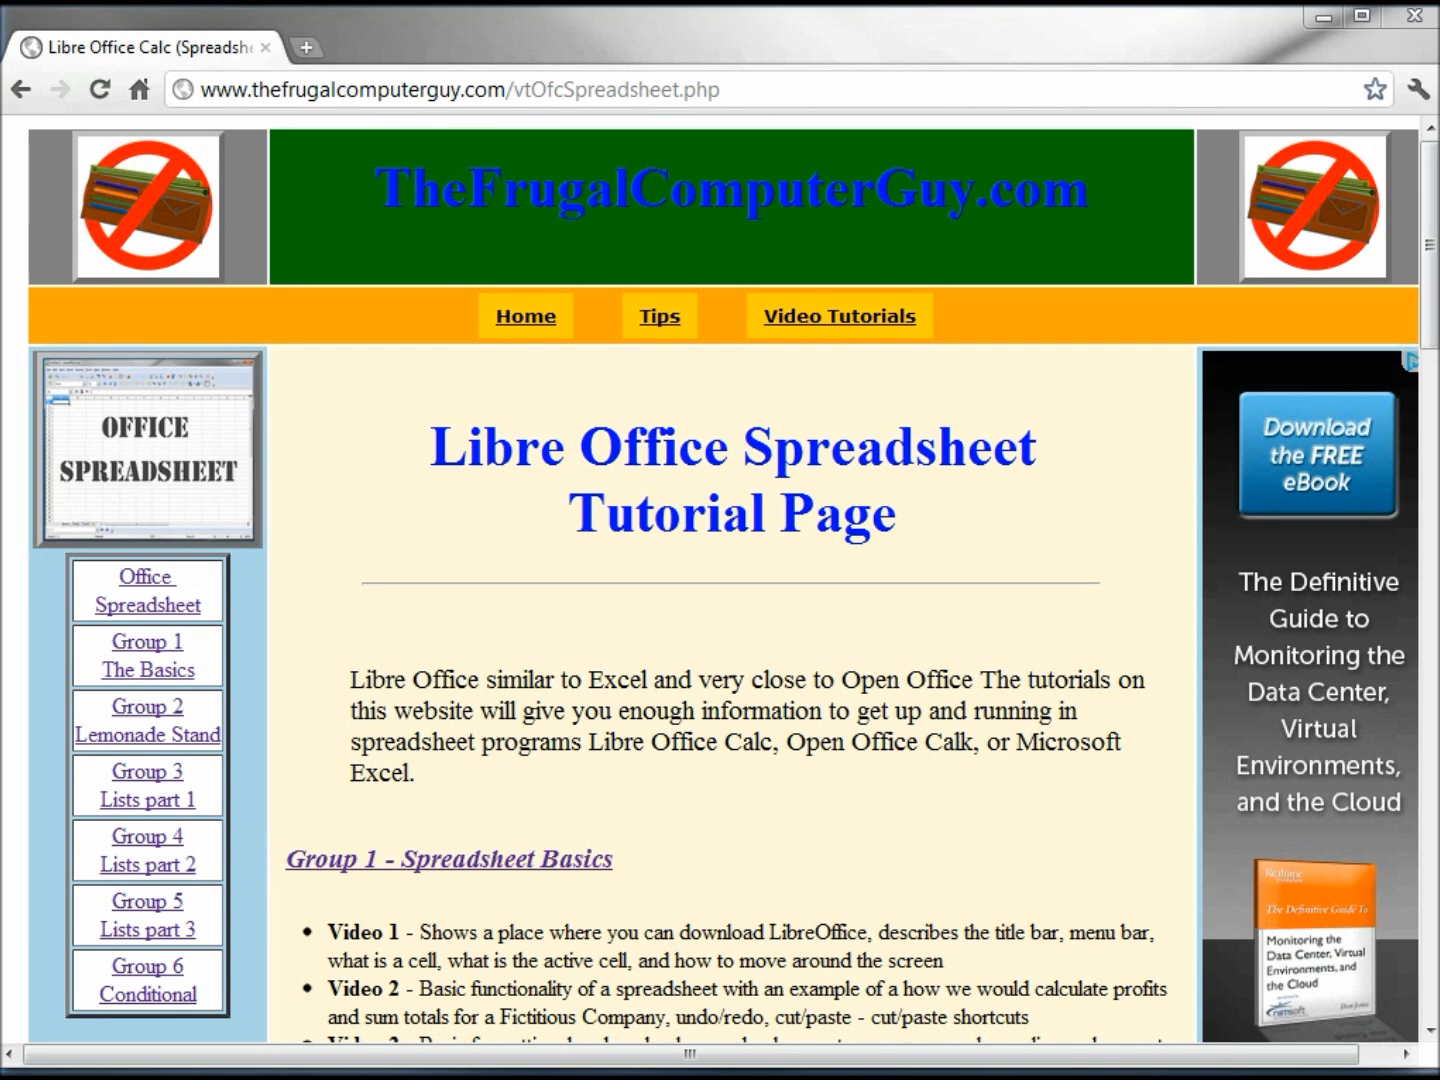 Libre Office Calc (Spreadshe
www.thefrugalcomputerguy.com/vtOfcSpreadsheet.php
TheFrugalComputerGuy.com
Home
Tips
Video Tutorials
OFFICE
SPREADSHEET
Office
Spreadsheet
Group 1
The Basics
Group 2
Lemonade Stand
Group 3
Lists part 1
Group 4
Lists part 2
Group 5
Lists part 3
Group 6
Conditional
Libre Office Spreadsheet
Tutorial Page
Libre Office similar to Excel and very close to Open Office The tutorials on
this website will give you enough information to get up and running in
spreadsheet programs Libre Office Calc, Open Office Calk, or Microsoft
Excel.
Group 1 - Spreadsheet Basics
• Video 1 - Shows a place where you can download LibreOffice, describes the title bar, menu bar,
what is a cell, what is the active cell, and how to move around the screen
• Video 2 - Basic functionality of a spreadsheet with an example of a how we would calculate profits
and sum totals for a Fictitious Company, undo/redo, cut/paste - cut/paste shortcuts
Download
the FREE
eBook
The Definitive
Guide to
Monitoring the
Data Center,
Virtual
Environments,
and the Cloud
Realtime
The Definitive Guide To
Monitoring the
Data Center, Virtual
Environments, and
the Cloud
nimsoft